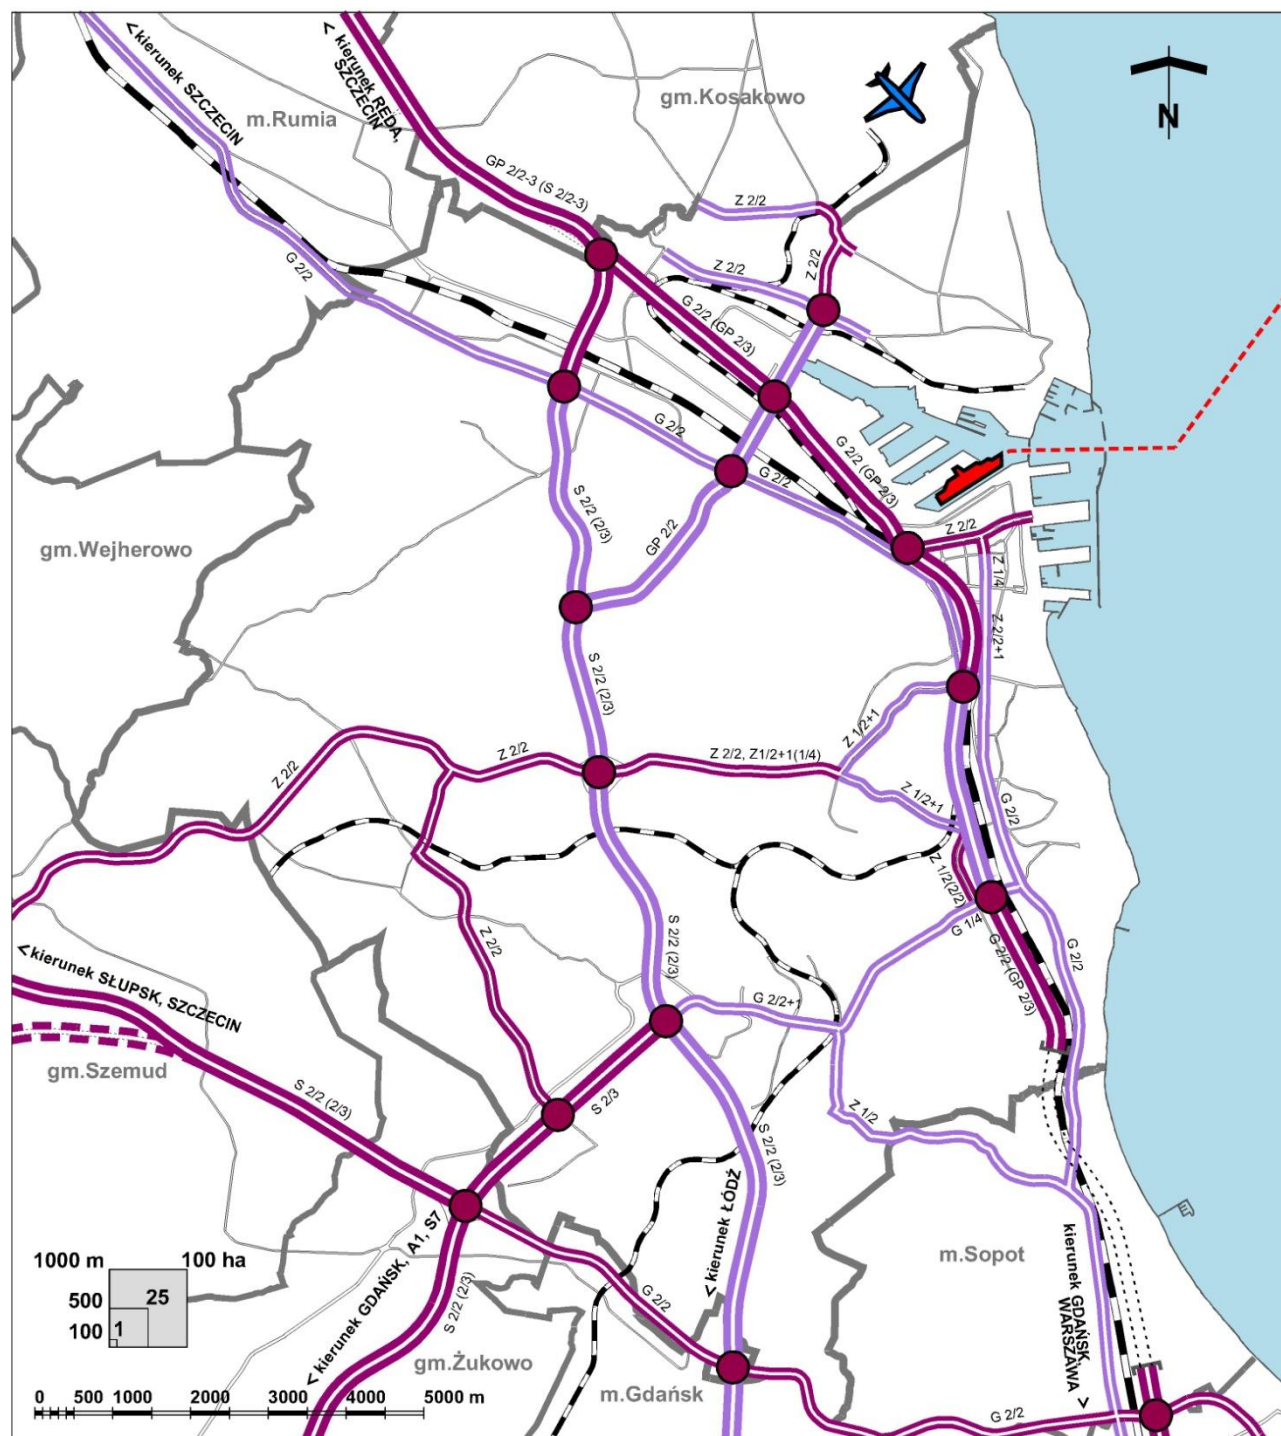 < kierunek SZCZECIN
< kierunek REDA,
SZCZECIN
gm.Kosakowo
m.Rumia
N
GP 2/2-3 (S 2/2-3)
Z 2/2
Z 2/2
Z 2/2
G 2/2
G 2/2 (GP 2/3)
G 2/2
G 2/2
G 2/2 (GP 2/3)
S 2/2 (2/3)
GP 2/2
Z 2/2
Z 1/4
gm.Wejherowo
Z 2/2+1
S 2/2 (2/3)
Z 1/2+1
Z 2/2
Z 2/2
Z 2/2, Z1/2+1(1/4)
Z 1/2+1
G 2/2
Z 1/2(2/2)
G 1/4
Z 2/2
S 2/2 (2/3)
G 2/2
G 2/2 (GP 2/3)
< kierunek SŁUPSK, SZCZECIN
G 2/2+1
gm.Szemud
S 2/2 (2/3)
S 2/3
Z 1/2
S 2/2 (2/3)
< kierunek ŁÓDŹ
m.Sopot
kierunek GDAŃSK,
WARSZAWA >
1000 m
100 ha
500
25
100
1
< kierunek GDAŃSK, A1, S7
S 2/2 (2/3)
G 2/2
gm.Żukowo
m.Gdańsk
0 500 1000 2000 3000 4000 5000 m
G 2/2